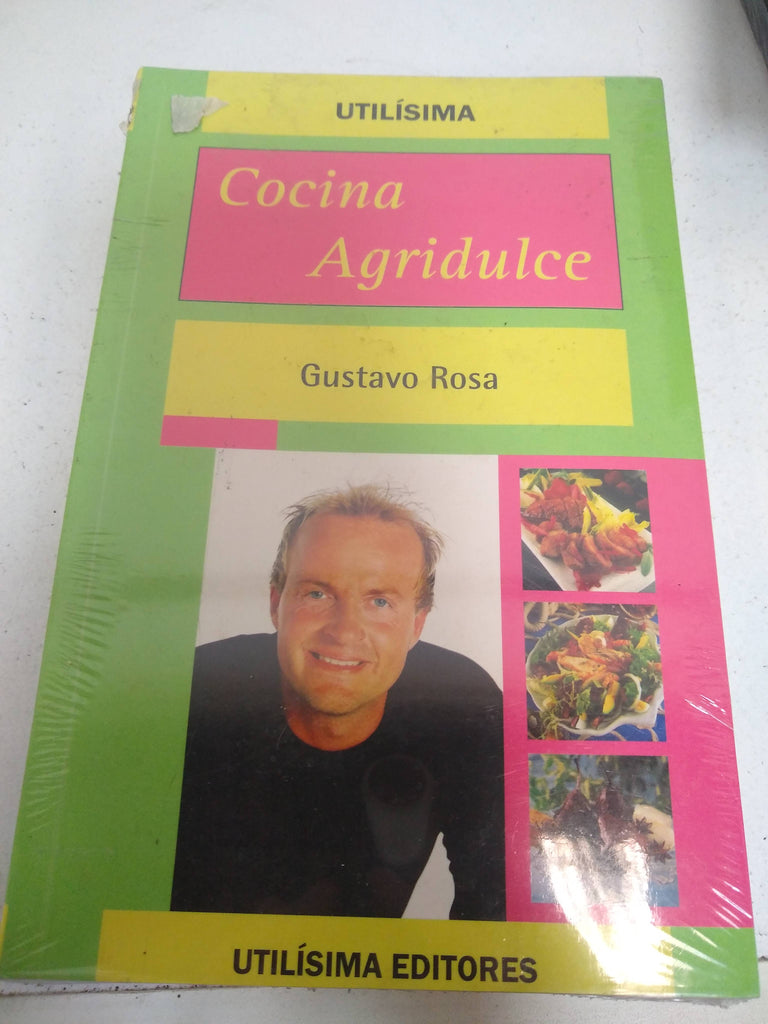 UTILÍSIMA
Cocina
Agridulce
Gustavo Rosa
UTILÍSIMA EDITORES